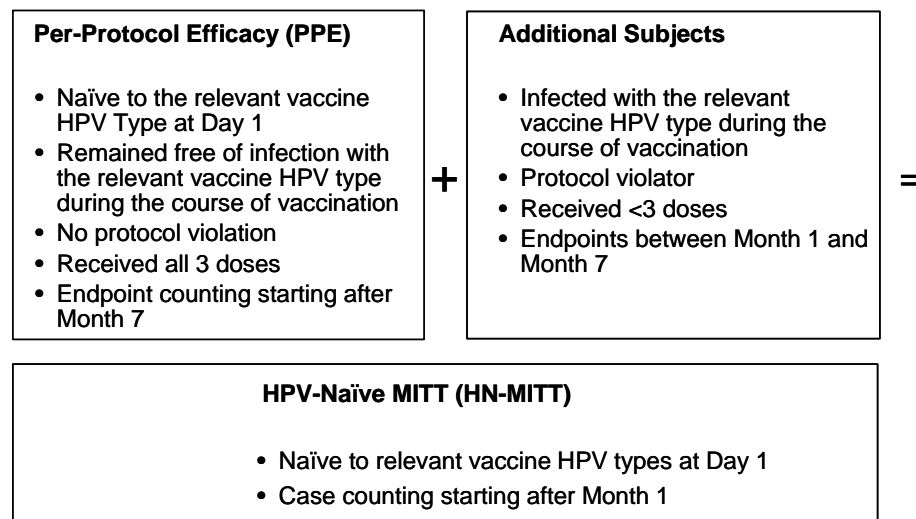 Per-Protocol Efficacy (PPE)
• Naïve to the relevant vaccine
HPV Type at Day 1
• Remained free of infection with
the relevant vaccine HPV type
during the course of vaccination
• No protocol violation
• Received all 3 doses
• Endpoint counting starting after
Month 7
+
Additional Subjects
• Infected with the relevant
vaccine HPV type during the
course of vaccination
• Protocol violator
• Received <3 doses
• Endpoints between Month 1 and
Month 7
=
HPV-Naïve MITT (HN-MITT)
• Naïve to relevant vaccine HPV types at Day 1
• Case counting starting after Month 1